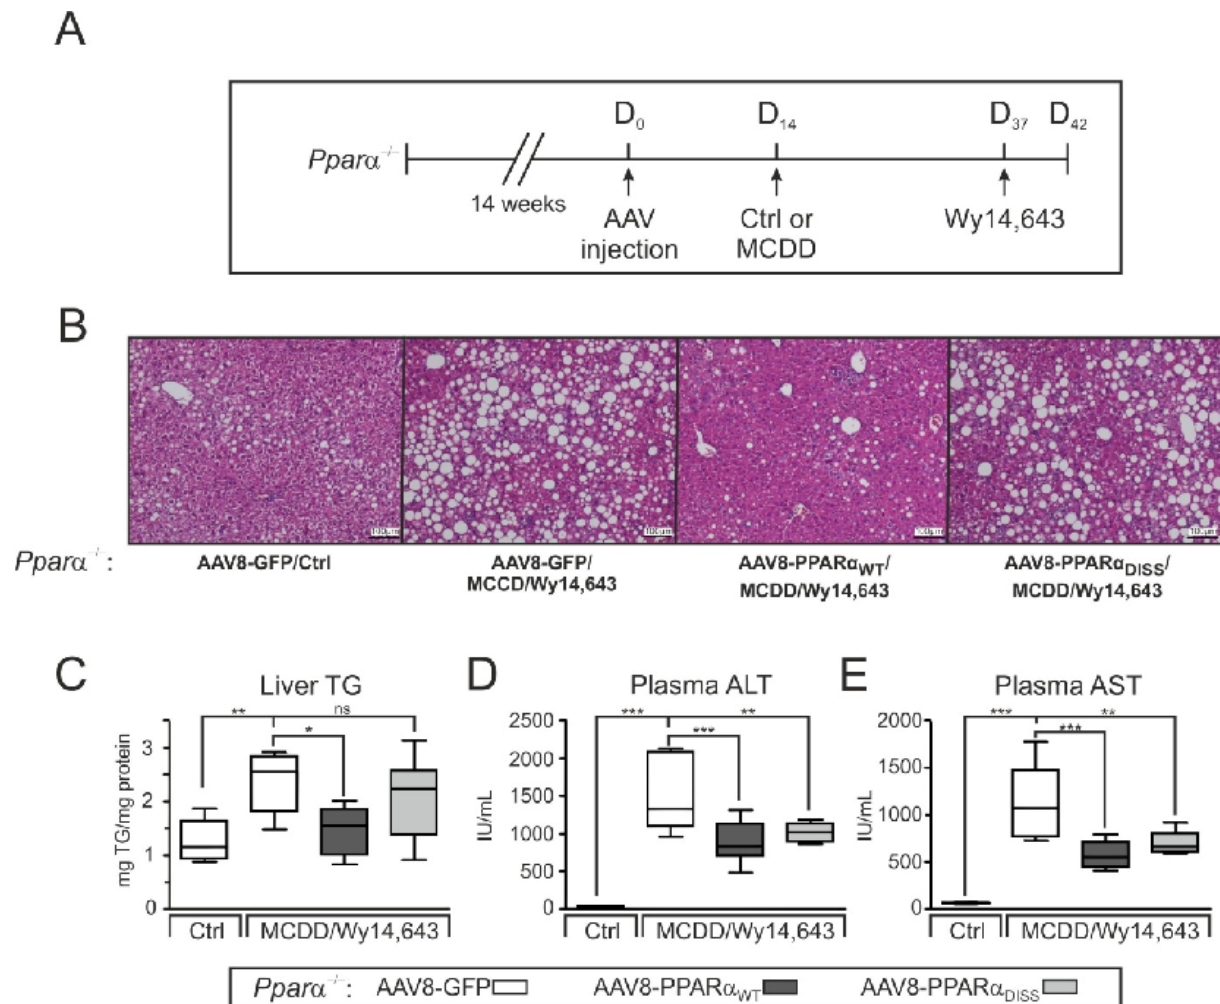 A
D0 D14 D37 D42
Pparα-/-
14 weeks
AAV injection
Ctrl or MCDD
Wy14,643
B
100µm 100µm 100µm 100µm
Pparα-/-:
AAV8-GFP/Ctrl
AAV8-GFP/
MCCD/Wy14,643
AAV8-PPARαWT/
MCDD/Wy14,643
AAV8-PPARαDISS/
MCDD/Wy14,643
C
Liver TG
** ns
*
mg TG/mg protein
3
2
1
0
Ctrl MCDD/Wy14,643
D
Plasma ALT
*** **
***
IU/mL
2500
2000
1500
1000
500
0
Ctrl MCDD/Wy14,643
E
Plasma AST
*** **
***
IU/mL
2000
1500
1000
500
0
Ctrl MCDD/Wy14,643
Pparα-/-: AAV8-GFP AAV8-PPARαWT AAV8-PPARαDISS